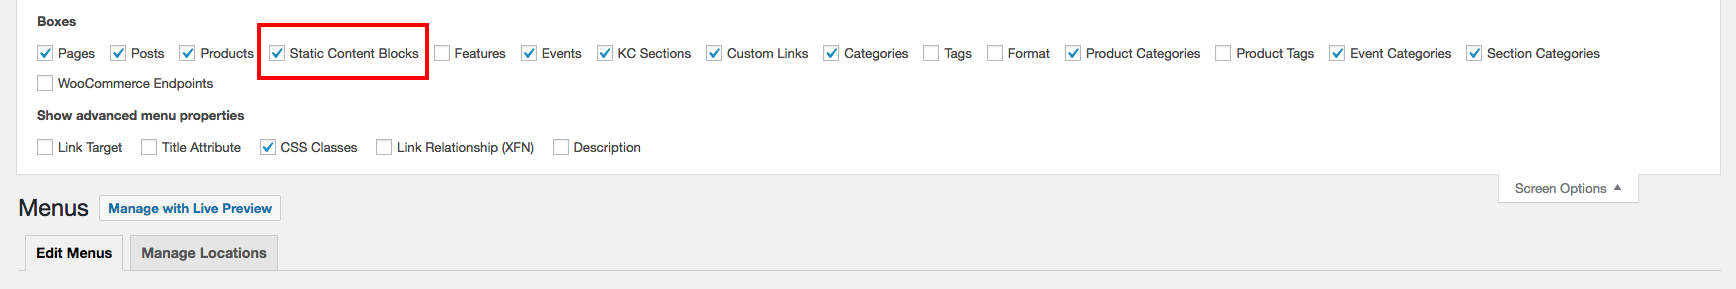 Boxes
Pages Posts Products Static Content Blocks Features Events KC Sections Custom Links Categories Tags Format Product Categories Product Tags Event Categories Section Categories
WooCommerce Endpoints
Show advanced menu properties
Link Target Title Attribute CSS Classes Link Relationship (XFN) Description
Screen Options
Menus Manage with Live Preview
Edit Menus Manage Locations